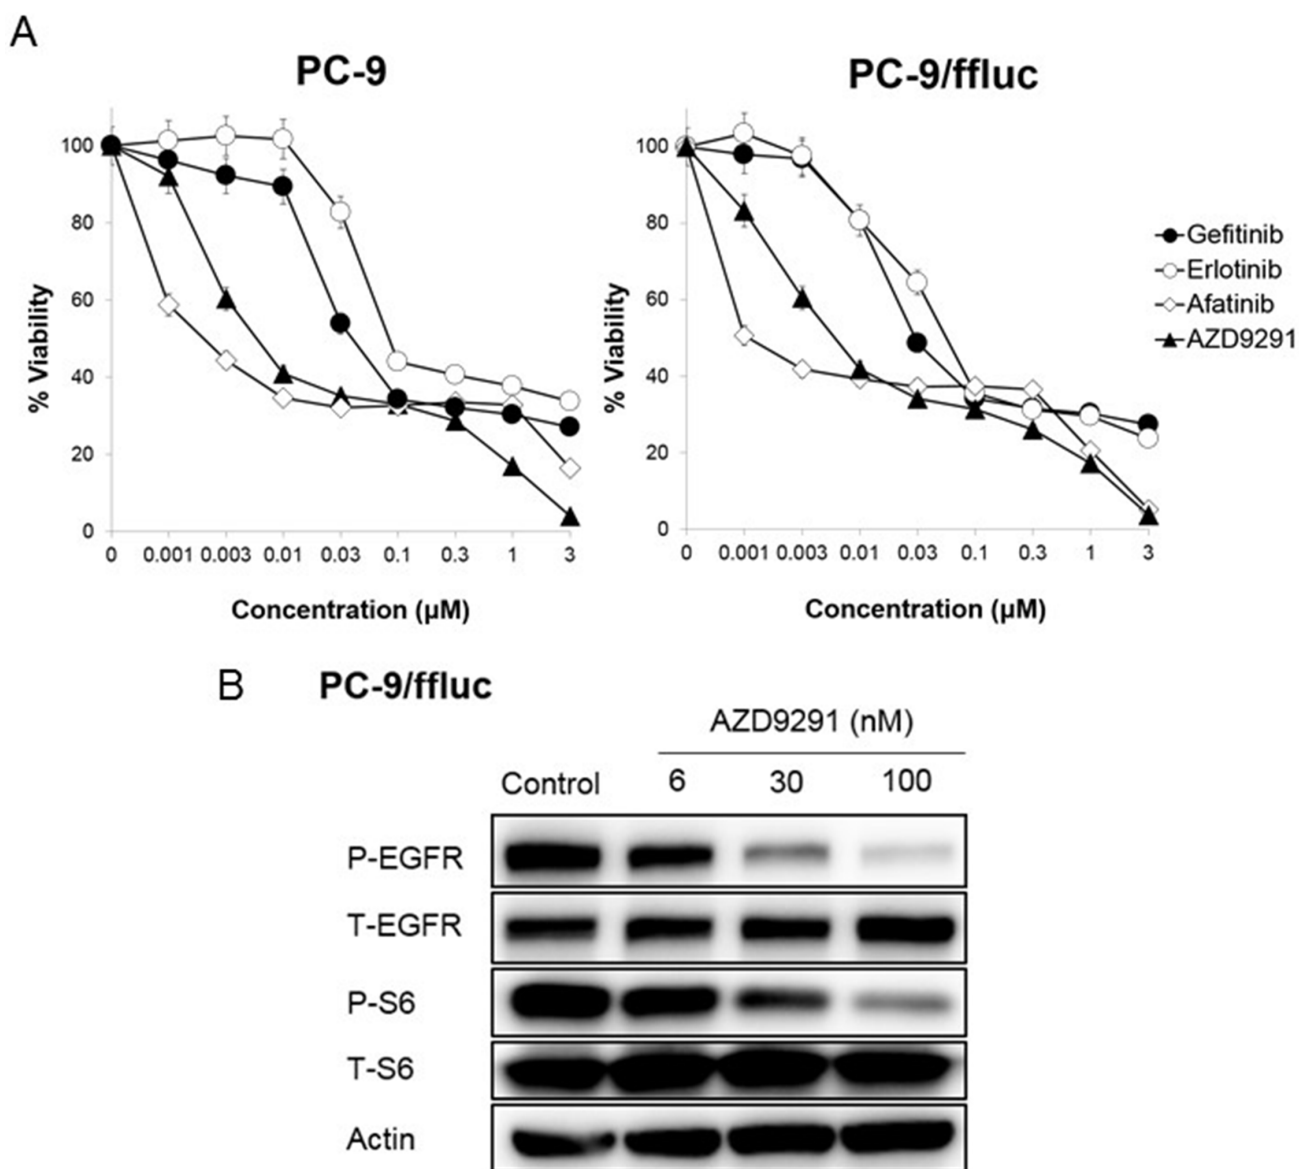 A
PC-9
% Viability
100
80
60
40
20
0
0 0.001 0.003 0.01 0.03 0.1 0.3 1 3
Concentration (µM)
PC-9/ffluc
% Viability
100
80
60
40
20
0
0 0.001 0.003 0.01 0.03 0.1 0.3 1 3
Concentration (µM)
Gefitinib
Erlotinib
Afatinib
AZD9291
B PC-9/ffluc
AZD9291 (nM)
Control 6 30 100
P-EGFR
T-EGFR
P-S6
T-S6
Actin